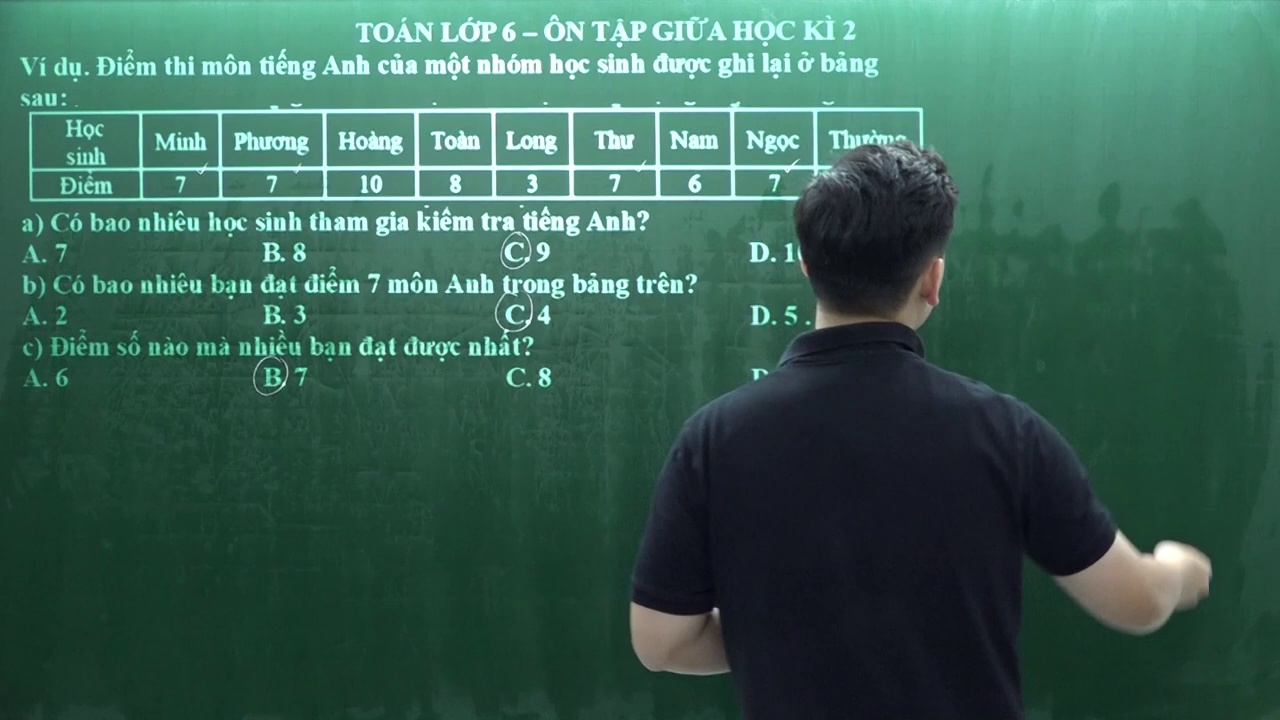 TOÁN LỚP 6 – ÔN TẬP GIỮA HỌC KÌ 2
Ví dụ. Điểm thi môn tiếng Anh của một nhóm học sinh được ghi lại ở bảng
sau:
Học sinh Minh Phương Hoàng Toàn Long Thư Nam Ngọc Thường
Điểm 7 7 10 8 3 7 6 7
a) Có bao nhiêu học sinh tham gia kiểm tra tiếng Anh?
A. 7 B. 8 C. 9 D.
b) Có bao nhiêu bạn đạt điểm 7 môn Anh trong bảng trên?
A. 2 B. 3 C. 4 D. 5 .
c) Điểm số nào mà nhiều bạn đạt được nhất?
A. 6 B. 7 C. 8